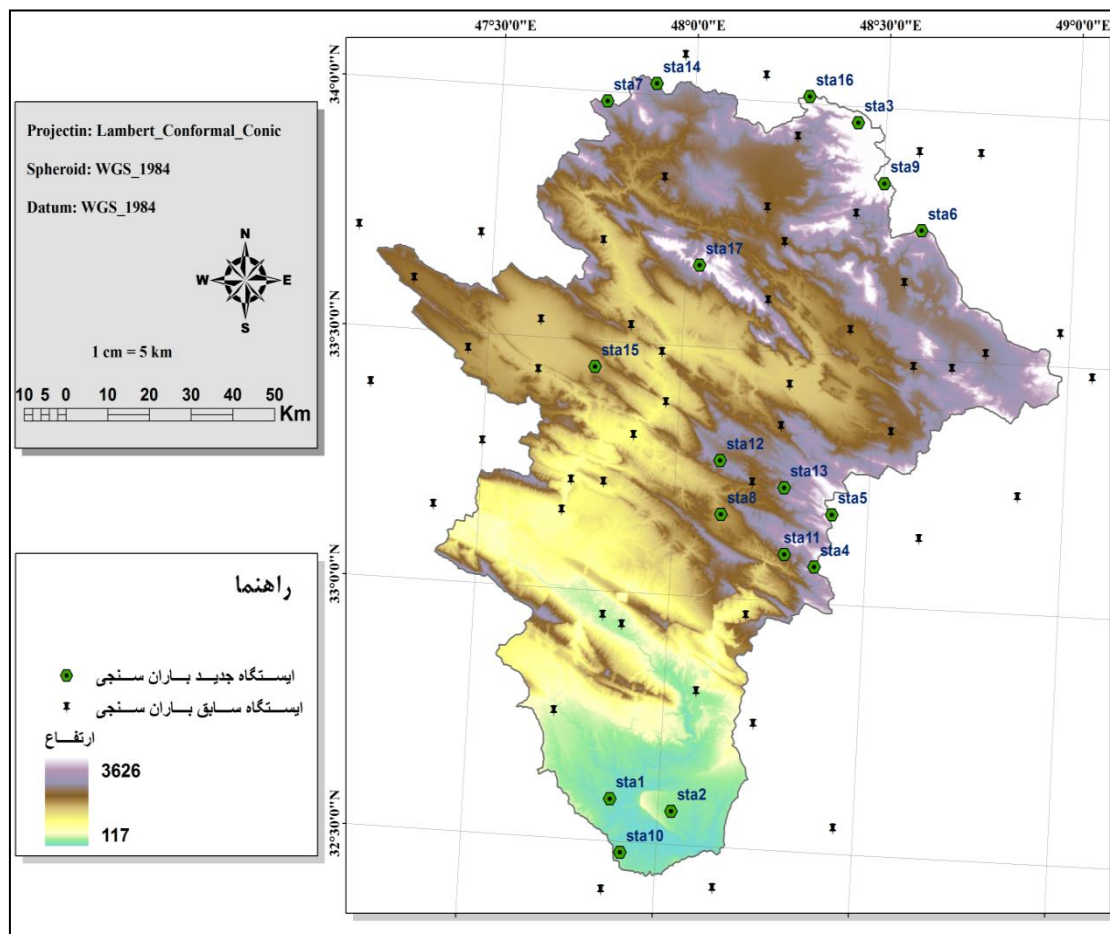 47°30'0"E
48°0'0"E
48°30'0"E
49°0'0"E
34°0'0"N
33°30'0"N
33°0'0"N
32°30'0"N
Projectin: Lambert_Conformal_Conic
Spheroid: WGS_1984
Datum: WGS_1984
N
W
E
S
1 cm = 5 km
10 5 0 10 20 30 40 50
Km
راهنما
ایستگاه جدید باران سنجی
ایستگاه سابق باران سنجی
ارتفاع
3626
117
sta14
sta7
sta16
sta3
sta9
sta6
sta17
sta15
sta12
sta13
sta8
sta5
sta11
sta4
sta1
sta2
sta10